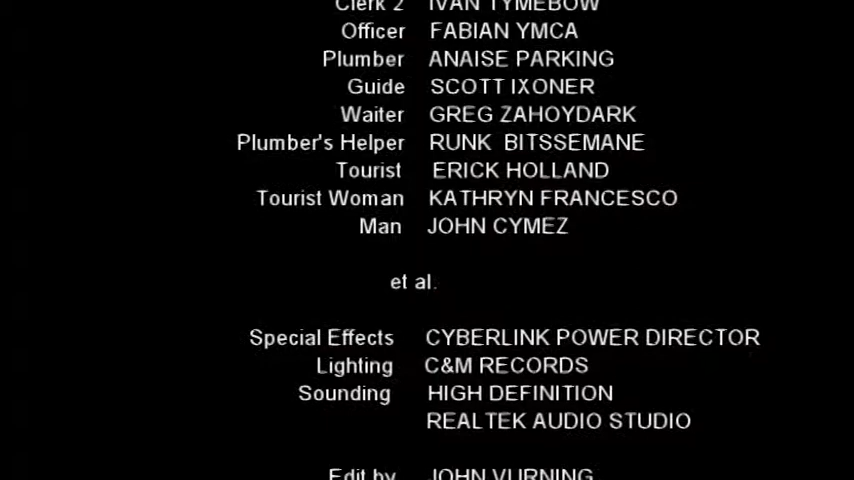 Clerk 2 IVAN TYMEBOW
Officer FABIAN YMCA
Plumber ANAISE PARKING
Guide SCOTT IXONER
Waiter GREG ZAHOYDARK
Plumber's Helper RUNK BITSSEMANE
Tourist ERICK HOLLAND
Tourist Woman KATHRYN FRANCESCO
Man JOHN CYMEZ
et al.
Special Effects CYBERLINK POWER DIRECTOR
Lighting C&M RECORDS
Sounding HIGH DEFINITION
REALTEK AUDIO STUDIO
Edit by JOHN VURNING